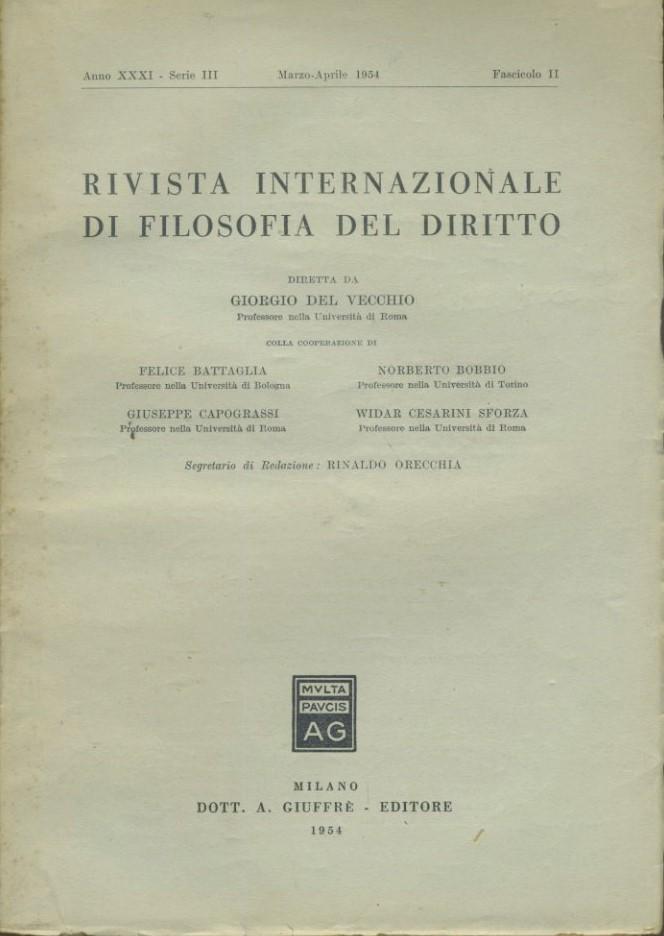 Anno XXXI - Serie III Marzo-Aprile 1954 Fascicolo II
RIVISTA INTERNAZIONALE
DI FILOSOFIA DEL DIRITTO
DIRETTA DA
GIORGIO DEL VECCHIO
Professore nella Università di Roma
COLLA COOPERAZIONE DI
FELICE BATTAGLIA NORBERTO BOBBIO
Professore nella Università di Bologna Professore nella Università di Torino
GIUSEPPE CAPOGRASSI WIDAR CESARINI SFORZA
Professore nella Università di Roma Professore nella Università di Roma
Segretario di Redazione: RINALDO ORECCHIA
MVLTA
PAVCIS
AG
MILANO
DOTT. A. GIUFFRÈ - EDITORE
1954